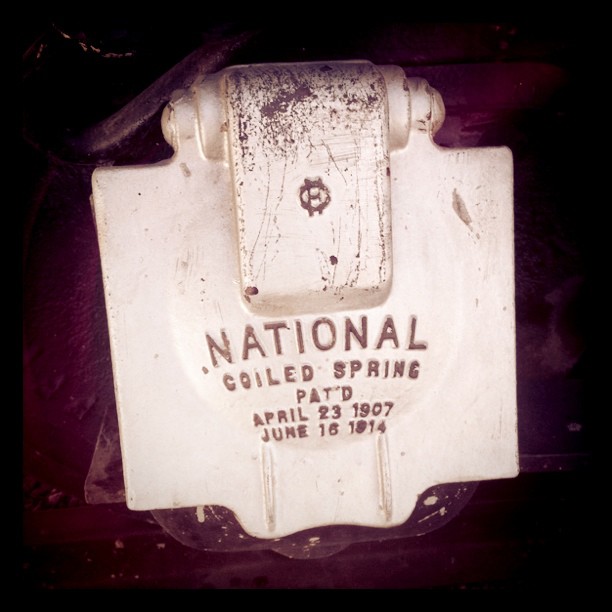 NATIONAL
COILED SPRING
PAT'D
APRIL 23 1907
JUNE 16 1914